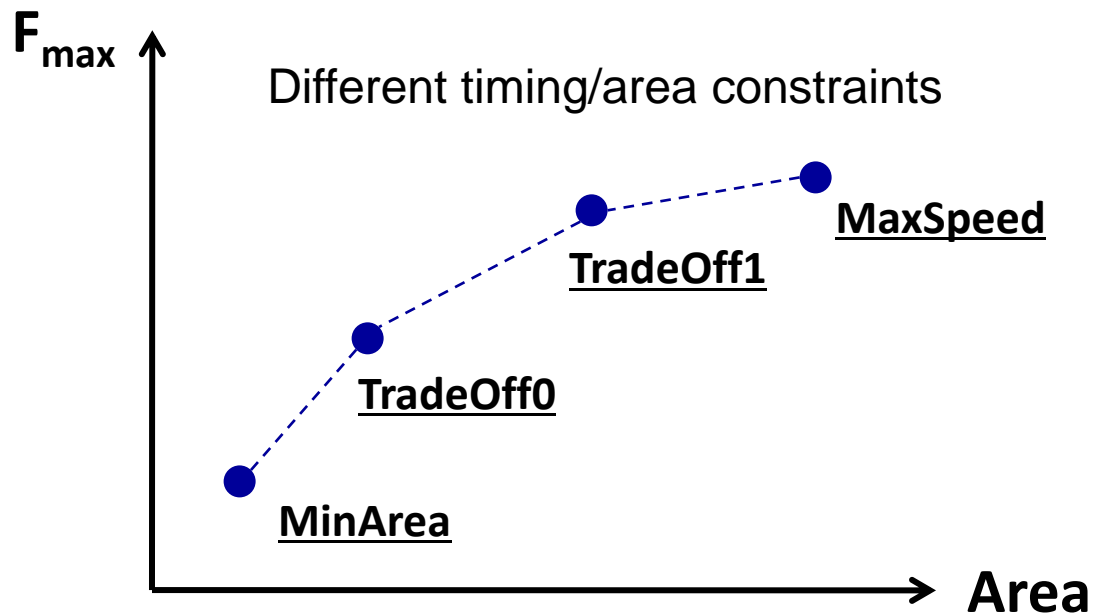 Fmax
Different timing/area constraints
MaxSpeed
TradeOff1
TradeOff0
MinArea
Area